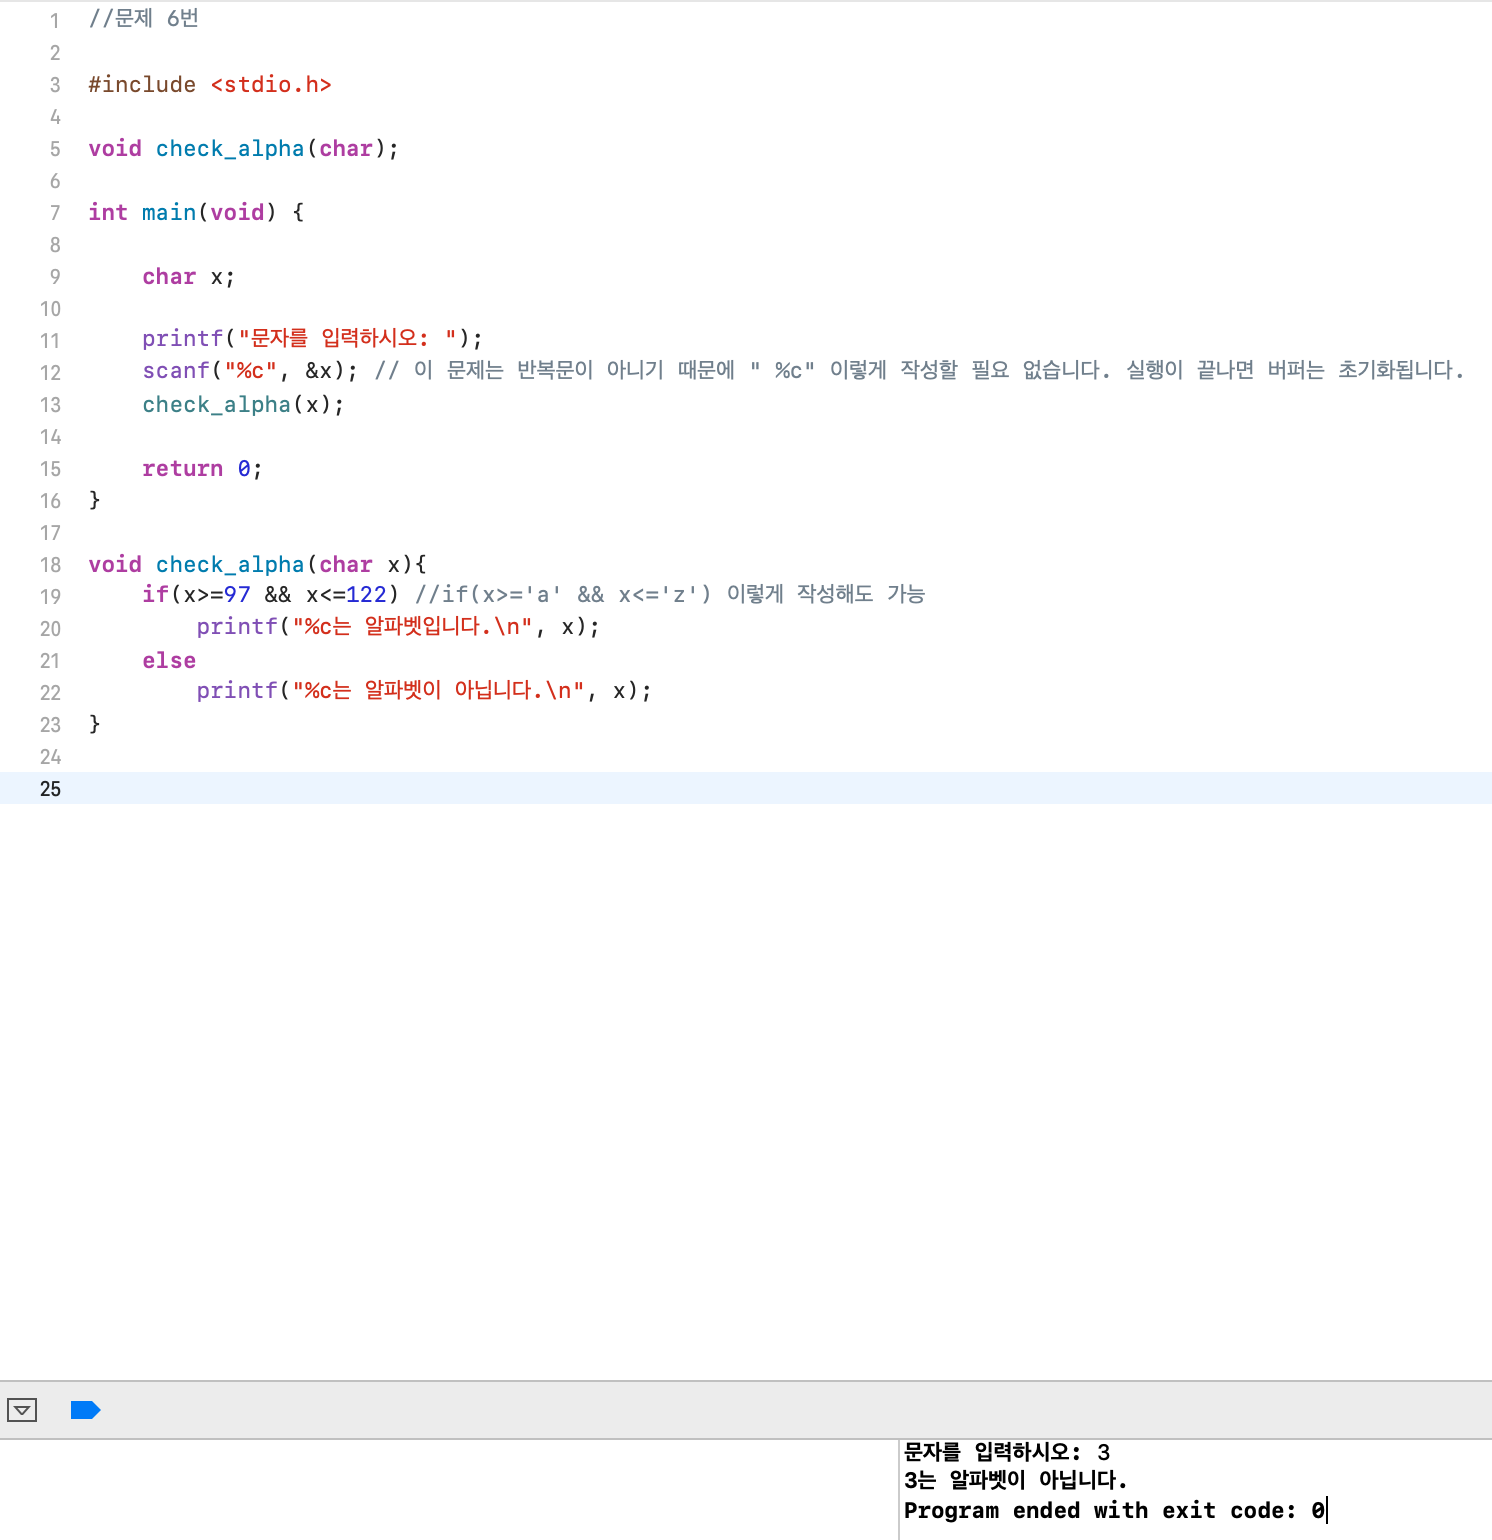 1 //문제 6번
2
3 #include <stdio.h>
4
5 void check_alpha(char);
6
7 int main(void) {
8
9     char x;
10
11     printf("문자를 입력하시오: ");
12     scanf("%c", &x); // 이 문제는 반복문이 아니기 때문에 " %c" 이렇게 작성할 필요 없습니다. 실행이 끝나면 버퍼는 초기화됩니다.
13     check_alpha(x);
14
15     return 0;
16 }
17
18 void check_alpha(char x){
19     if(x>=97 && x<=122) //if(x>='a' && x<='z') 이렇게 작성해도 가능
20         printf("%c는 알파벳입니다.\n", x);
21     else
22         printf("%c는 알파벳이 아닙니다.\n", x);
23 }
24
25
문자를 입력하시오: 3
3는 알파벳이 아닙니다.
Program ended with exit code: 0